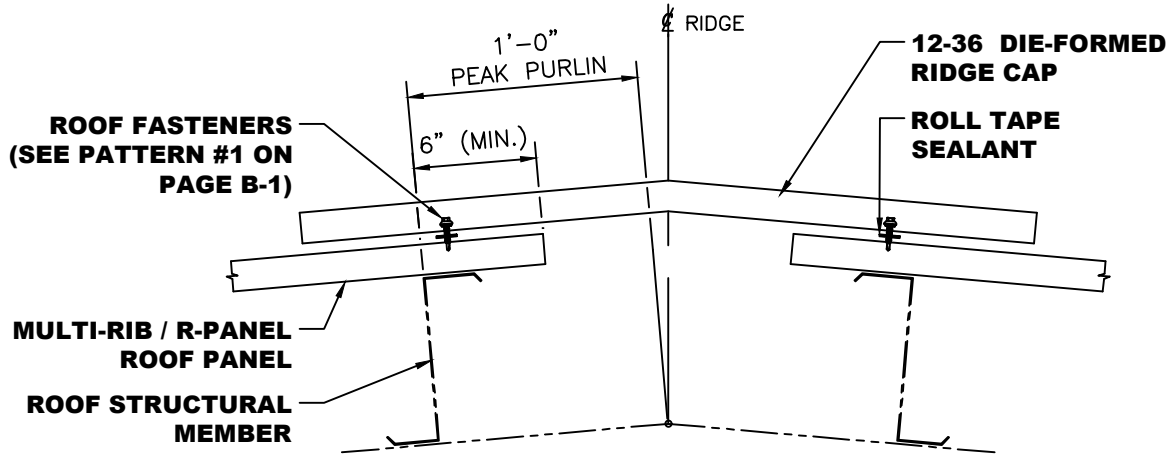 ℄ RIDGE
1'-0"
PEAK PURLIN
6" (MIN.)
12-36 DIE-FORMED
RIDGE CAP
ROLL TAPE
SEALANT
ROOF FASTENERS
(SEE PATTERN #1 ON
PAGE B-1)
MULTI-RIB / R-PANEL
ROOF PANEL
ROOF STRUCTURAL
MEMBER